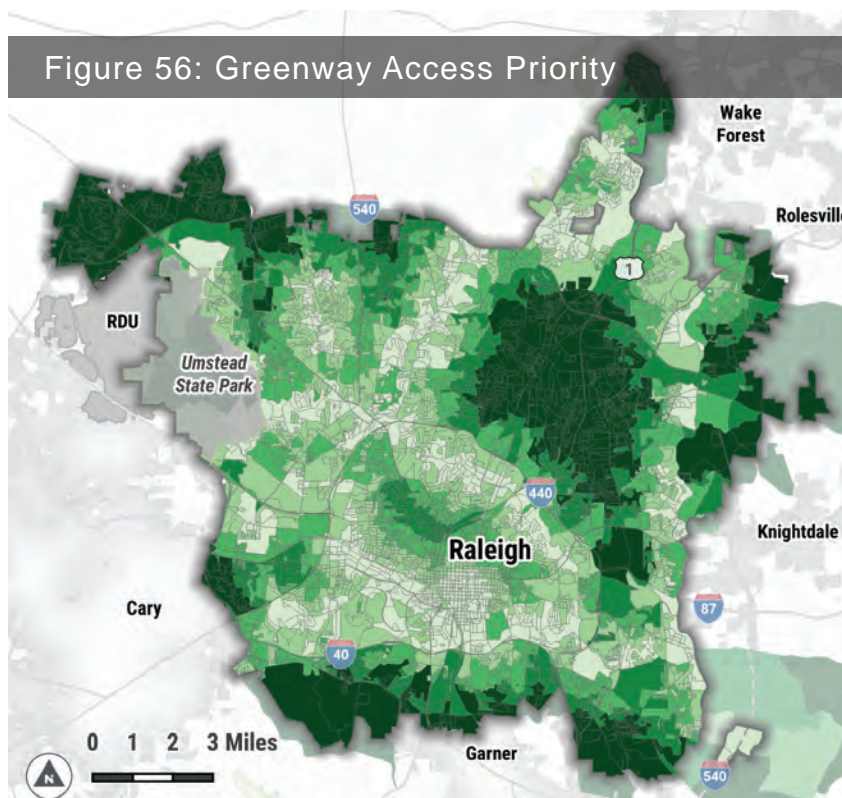 Figure 56: Greenway Access Priority
Wake
Forest
540
Rolesville
1
RDU
Umstead
State Park
440
Raleigh
Knightdale
Cary
87
40
0 1 2 3 Miles
Garner
N
540